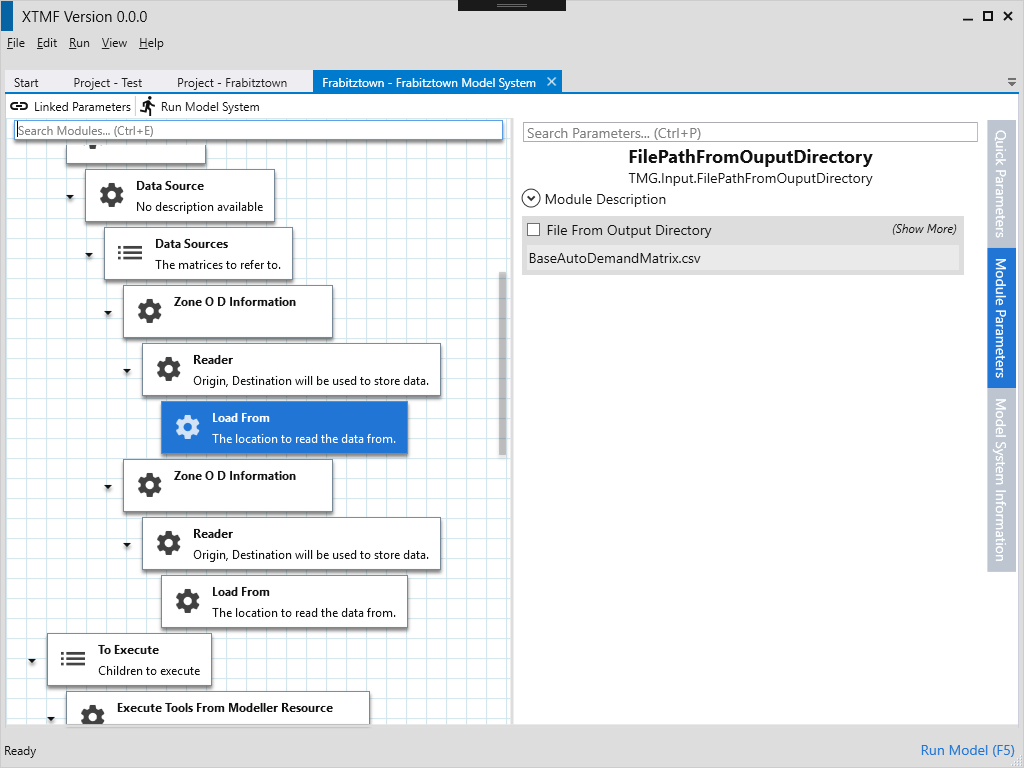 XTMF Version 0.0.0
File Edit Run View Help
Start Project - Test Project - Frabitztown Frabitztown - Frabitztown Model System
Linked Parameters Run Model System
Search Modules... (Ctrl+E)
Data Source
No description available
Data Sources
The matrices to refer to.
Zone O D Information
Reader
Origin, Destination will be used to store data.
Load From
The location to read the data from.
Zone O D Information
Reader
Origin, Destination will be used to store data.
Load From
The location to read the data from.
To Execute
Children to execute
Execute Tools From Modeller Resource
Search Parameters... (Ctrl+P)
FilePathFromOuputDirectory
TMG.Input.FilePathFromOuputDirectory
Module Description
File From Output Directory (Show More)
BaseAutoDemandMatrix.csv
Quick Parameters
Module Parameters
Model System Information
Ready
Run Model (F5)